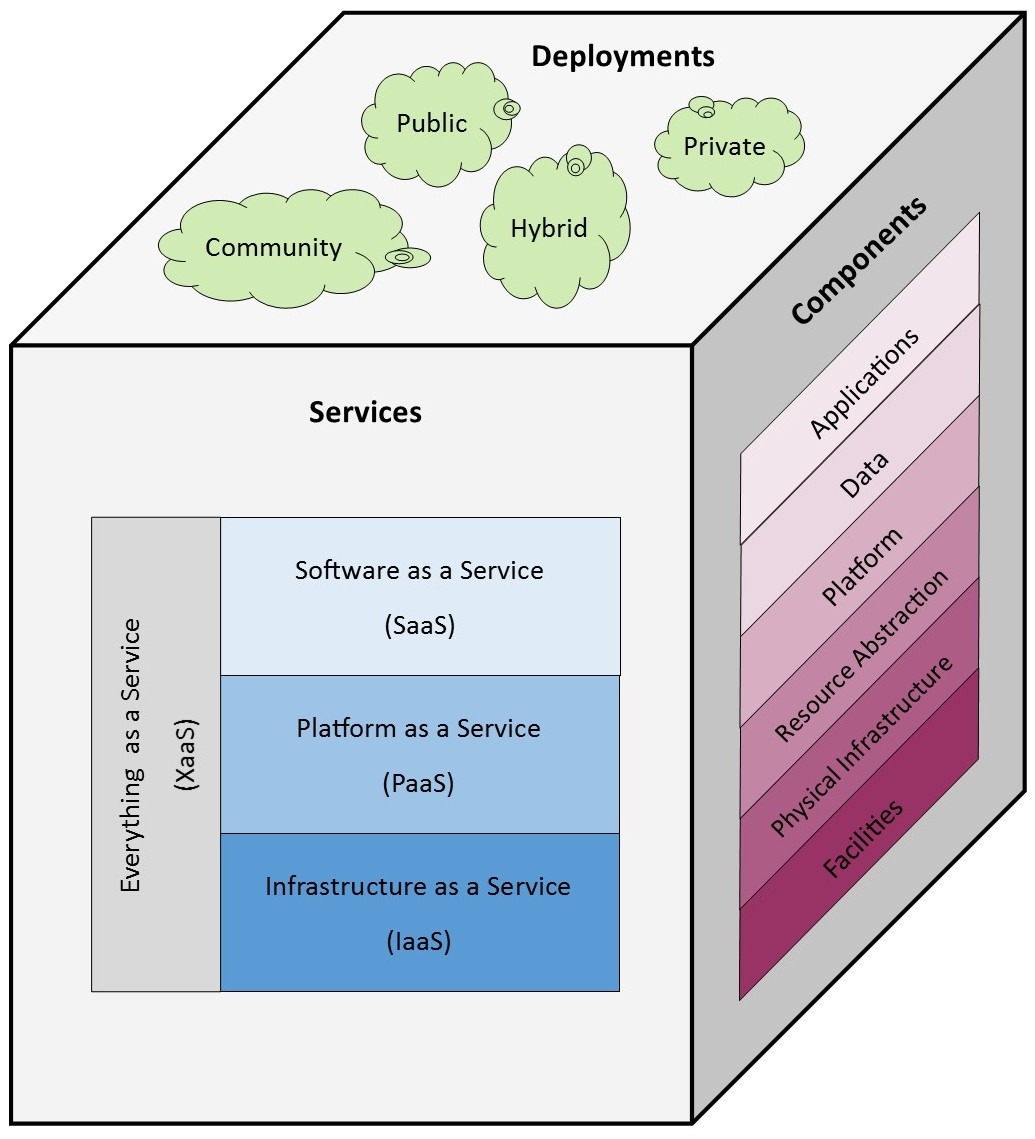 Deployments
Public
Private
Hybrid
Community
Services
Everything as a Service
(XaaS)
Software as a Service
(SaaS)
Platform as a Service
(PaaS)
Infrastructure as a Service
(IaaS)
Components
Applications
Data
Platform
Resource Abstraction
Physical Infrastructure
Facilities